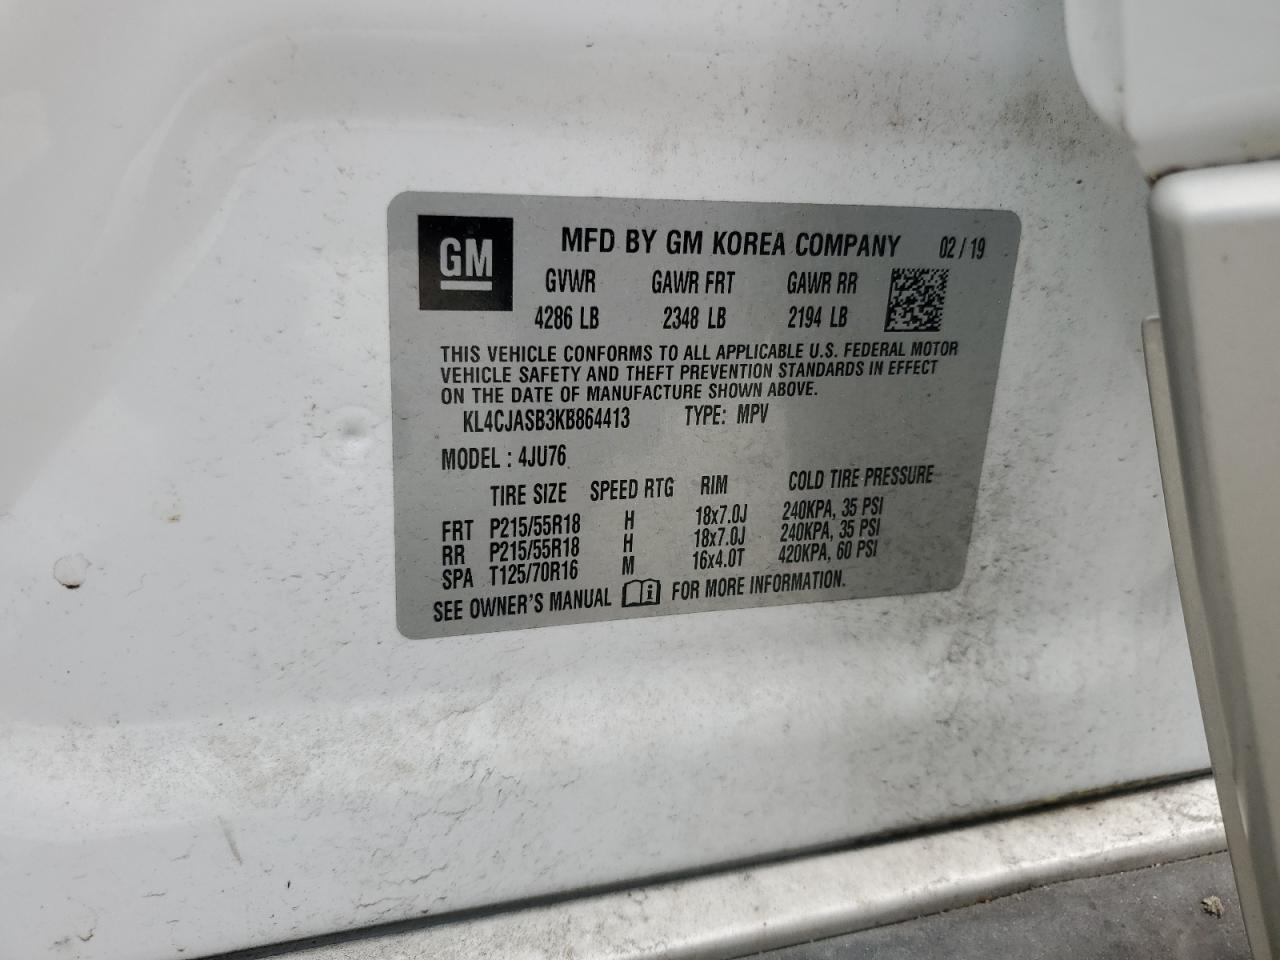 GM
MFD BY GM KOREA COMPANY 02 / 19
GVWR GAWR FRT GAWR RR
4286 LB 2348 LB 2194 LB
THIS VEHICLE CONFORMS TO ALL APPLICABLE U.S. FEDERAL MOTOR
VEHICLE SAFETY AND THEFT PREVENTION STANDARDS IN EFFECT
ON THE DATE OF MANUFACTURE SHOWN ABOVE.
KL4CJASB3KB864413 TYPE: MPV
MODEL : 4JU76
TIRE SIZE SPEED RTG RIM COLD TIRE PRESSURE
FRT P215/55R18 H 18x7.0J 240KPA, 35 PSI
RR P215/55R18 H 18x7.0J 240KPA, 35 PSI
SPA T125/70R16 M 16x4.0T 420KPA, 60 PSI
SEE OWNER'S MANUAL i FOR MORE INFORMATION.